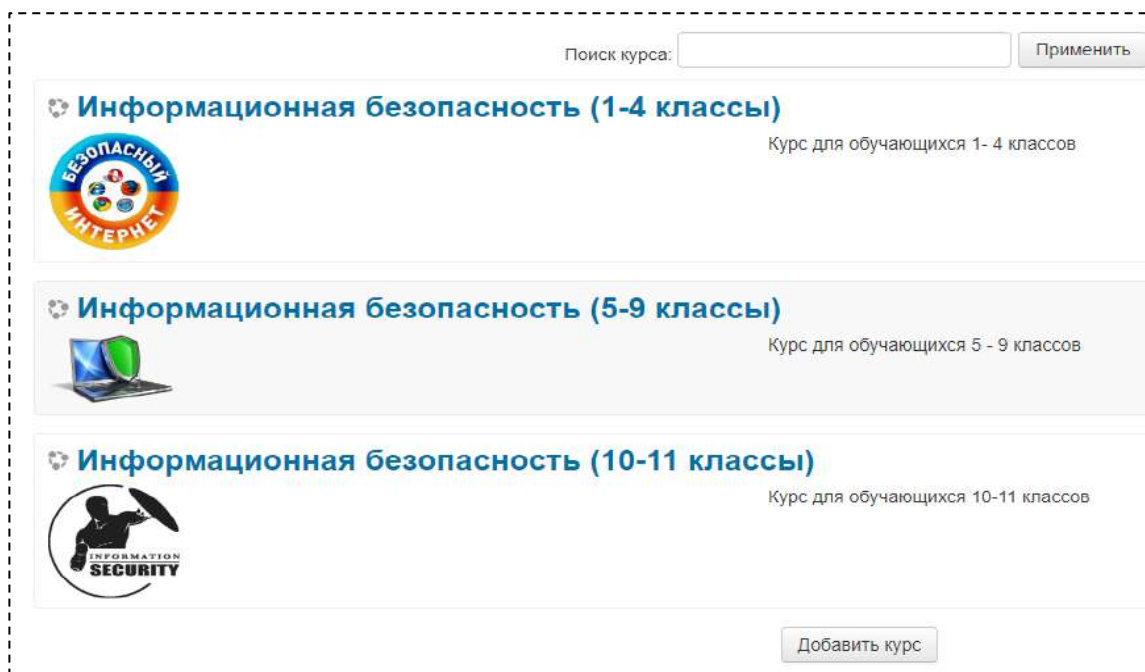 Поиск курса: Применить
Информационная безопасность (1-4 классы)
Курс для обучающихся 1- 4 классов
БЕЗОПАСНЫЙ
ИНТЕРНЕТ
Информационная безопасность (5-9 классы)
Курс для обучающихся 5 - 9 классов
Информационная безопасность (10-11 классы)
Курс для обучающихся 10-11 классов
INFORMATION
SECURITY
Добавить курс